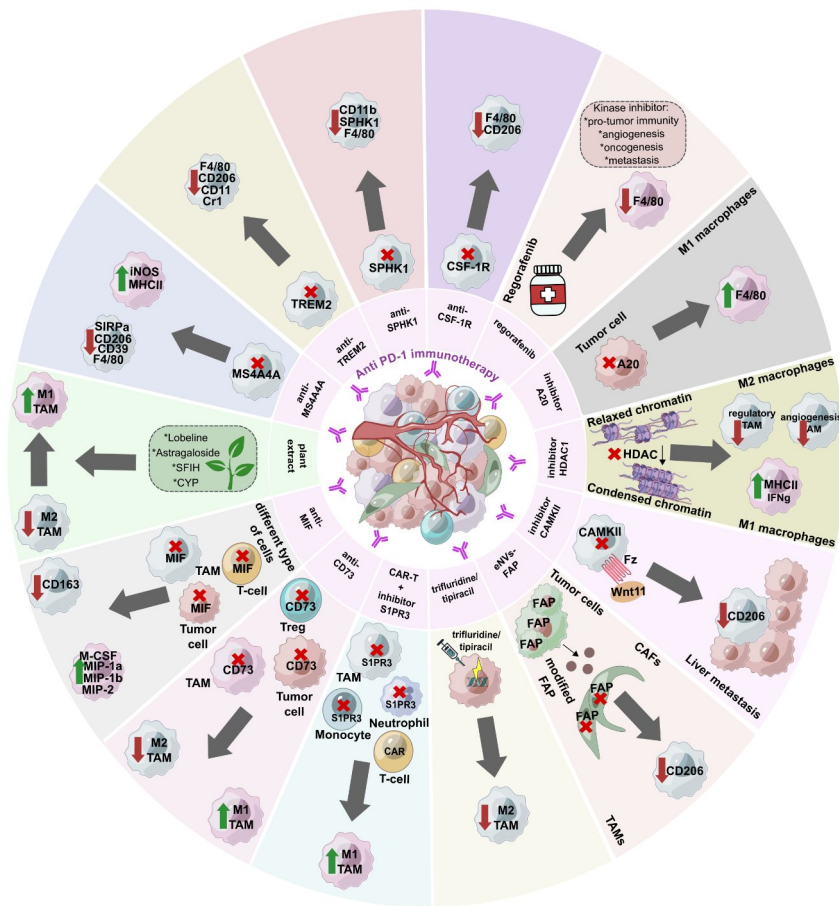 Anti PD-1 immunotherapy
anti-
CSF-1R
CSF-1R
F4/80
CD206
regorafenib
Regorafenib
Kinase inhibitor:
*pro-tumor immunity
*angiogenesis
*oncogenesis
*metastasis
F4/80
inhibitor
A20
Tumor cell
A20
F4/80
M1 macrophages
inhibitor
HDAC1
Relaxed chromatin
HDAC
Condensed chromatin
M2 macrophages
regulatory
TAM
angiogenesis
AM
MHCII
IFNg
M1 macrophages
inhibitor
CAMKII
CAMKII
Fz
Wnt11
CD206
Liver metastasis
eNVs-
FAP
Tumor cells
FAP
FAP
FAP
modified
FAP
CAFs
FAP
FAP
CD206
TAMs
trifluridine/
tipiracil
trifluridine/
tipiracil
M2
TAM
CAR-T
+
inhibitor
S1PR3
S1PR3
TAM
S1PR3
Monocyte
S1PR3
Neutrophil
CAR
T-cell
M1
TAM
anti-
CD73
CD73
Treg
CD73
TAM
CD73
Tumor
cell
M2
TAM
M1
TAM
anti-
MIF
different type
of cells
MIF
TAM
MIF
T-cell
MIF
Tumor
cell
CD163
M-CSF
MIP-1a
MIP-1b
MIP-2
plant
extract
*Lobeline
*Astragaloside
*SFIH
*CYP
M1
TAM
M2
TAM
anti-
MS4A4A
MS4A4A
iNOS
MHCII
SIRPa
CD206
CD39
F4/80
anti-
TREM2
TREM2
F4/80
CD206
CD11
Cr1
anti-
SPHK1
SPHK1
CD11b
SPHK1
F4/80